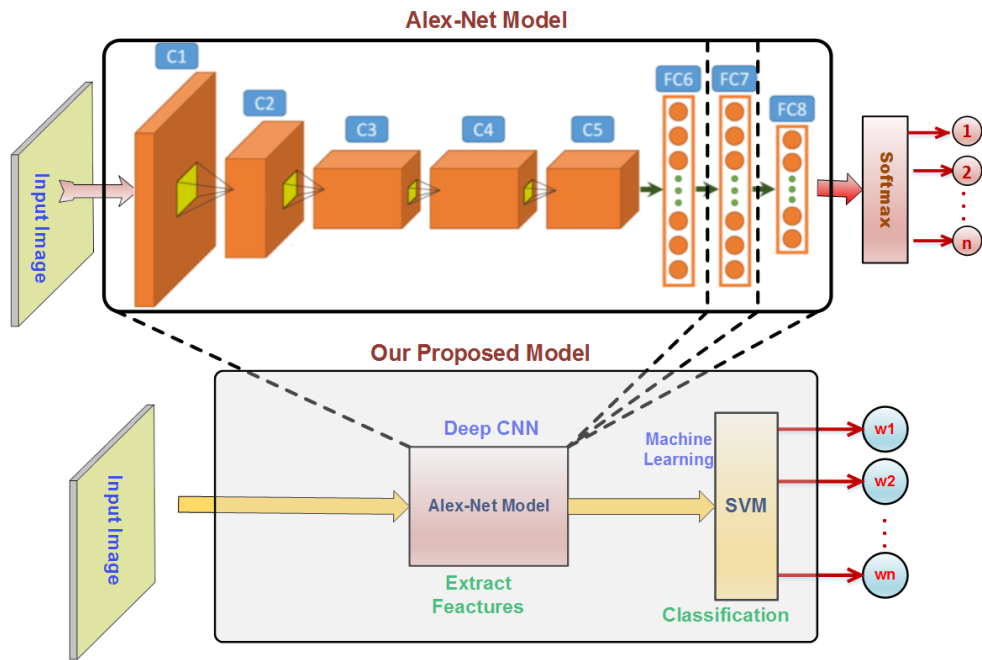 Alex-Net Model
C1
C2
C3
C4
C5
FC6
FC7
FC8
Input Image
Softmax
1
2
n
Our Proposed Model
Input Image
Deep CNN
Alex-Net Model
Extract
Feactures
Machine
Learning
SVM
Classification
w1
w2
wn